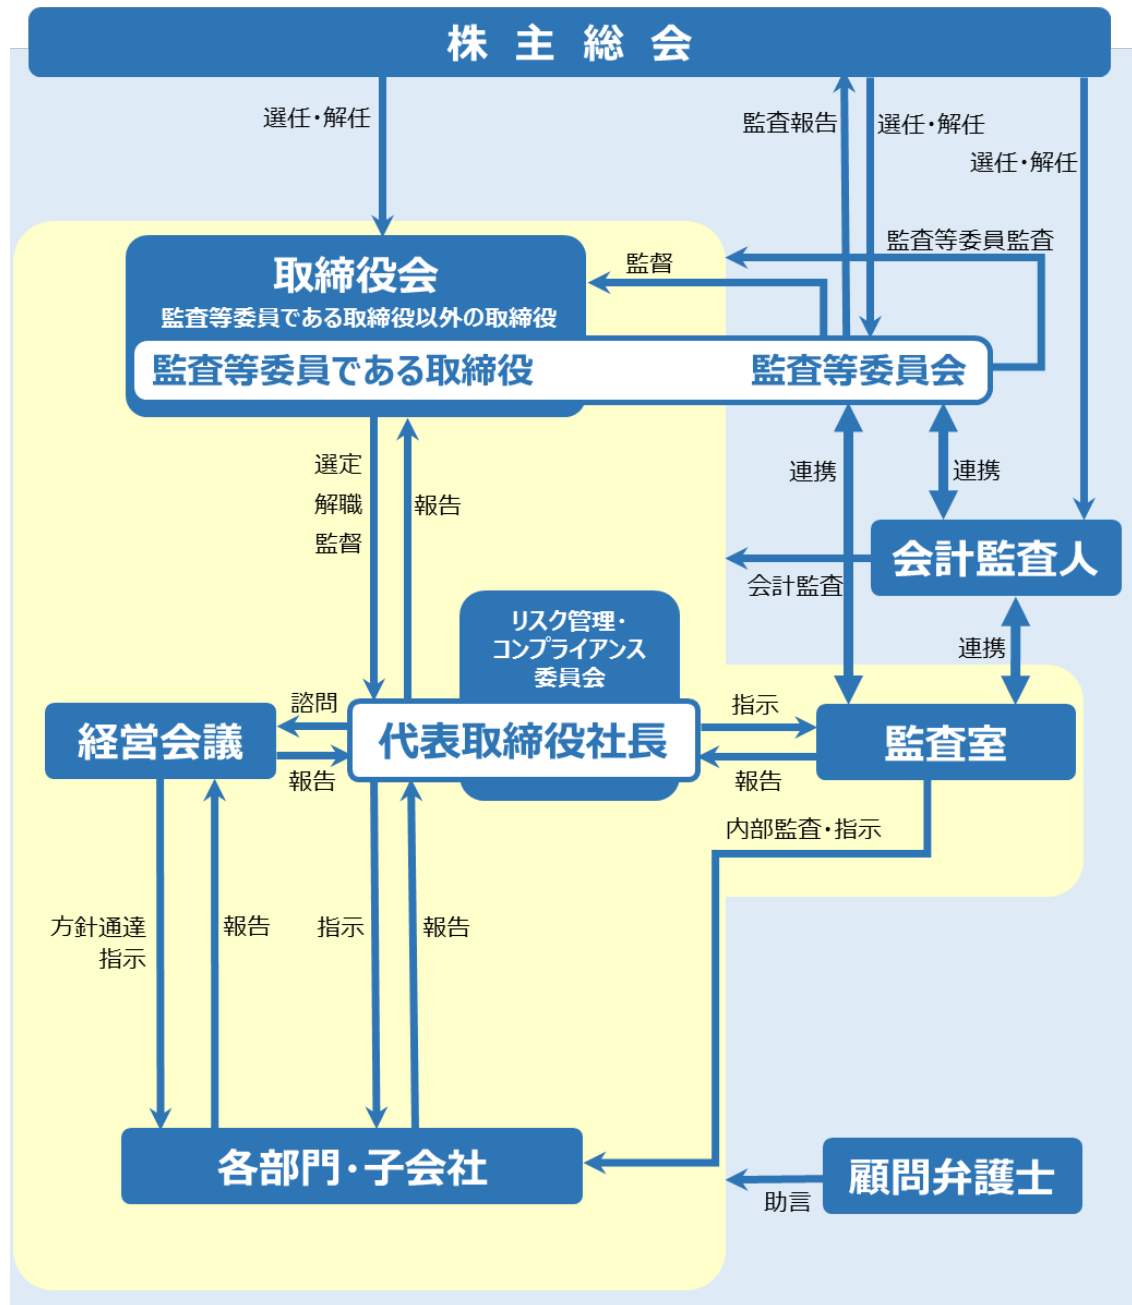 株主総会
選任・解任
監査報告
選任・解任
選任・解任
監査等委員監査
監督
取締役会
監査等委員である取締役以外の取締役
監査等委員である取締役
監査等委員会
選定
解職
監督
報告
連携
連携
会計監査人
会計監査
連携
リスク管理・
コンプライアンス
委員会
諮問
指示
経営会議
代表取締役社長
監査室
報告
報告
内部監査・指示
方針通達
指示
報告
指示
報告
各部門・子会社
顧問弁護士
助言